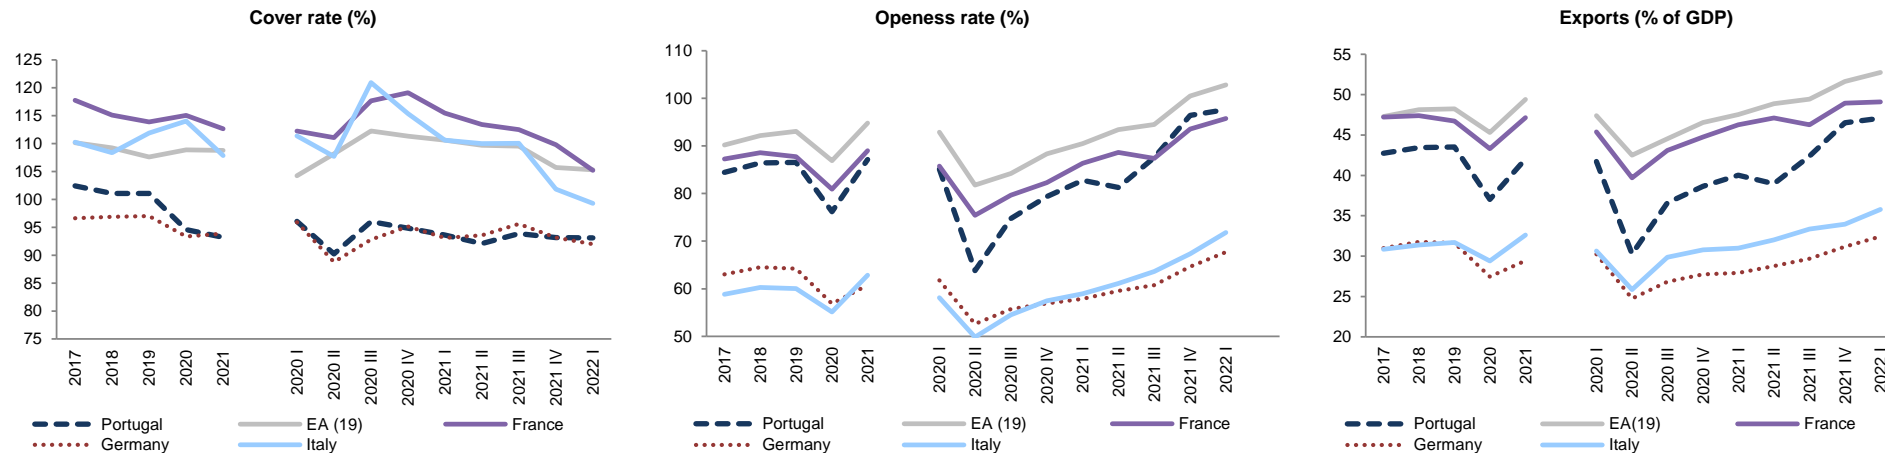 Cover rate (%)
125
120
115
110
105
100
95
90
85
80
75
2017
2018
2019
2020
2021
2020 I
2020 II
2020 III
2020 IV
2021 I
2021 II
2021 III
2021 IV
2022 I
Portugal
EA (19)
France
Germany
Italy
Openess rate (%)
110
100
90
80
70
60
50
2017
2018
2019
2020
2021
2020 I
2020 II
2020 III
2020 IV
2021 I
2021 II
2021 III
2021 IV
2022 I
Portugal
EA (19)
France
Germany
Italy
Exports (% of GDP)
55
50
45
40
35
30
25
20
2017
2018
2019
2020
2021
2020 I
2020 II
2020 III
2020 IV
2021 I
2021 II
2021 III
2021 IV
2022 I
Portugal
EA(19)
France
Germany
Italy